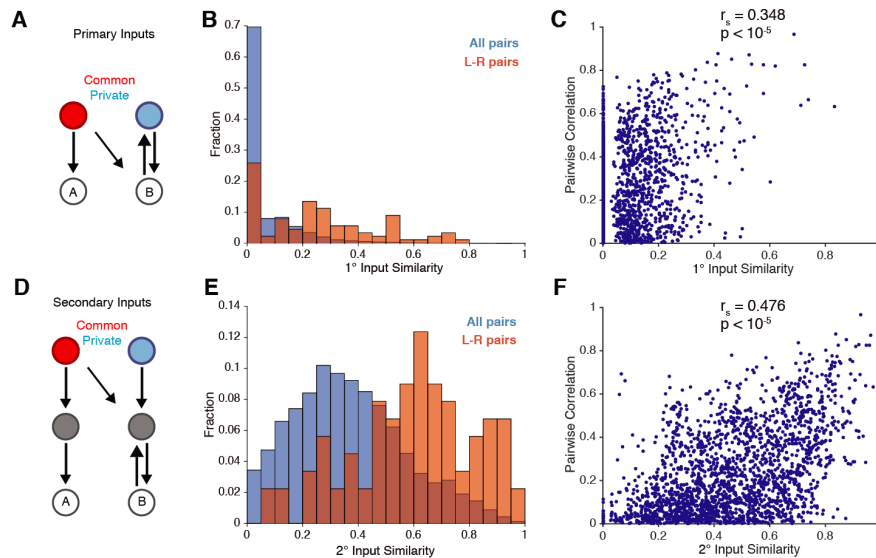 A
Primary Inputs
Common
Private
A
B
B
0.7
0.6
0.5
0.4
0.3
0.2
0.1
0
Fraction
All pairs
L-R pairs
0
0.2
0.4
0.6
0.8
1
1° Input Similarity
C
r_s = 0.348
p < 10^-5
1
0.8
0.6
0.4
0.2
0
Pairwise Correlation
0
0.2
0.4
0.6
0.8
1° Input Similarity
D
Secondary Inputs
Common
Private
A
B
E
0.14
0.12
0.1
0.08
0.06
0.04
0.02
0
Fraction
All pairs
L-R pairs
0
0.2
0.4
0.6
0.8
1
2° Input Similarity
F
r_s = 0.476
p < 10^-5
1
0.8
0.6
0.4
0.2
0
Pairwise Correlation
0
0.2
0.4
0.6
0.8
2° Input Similarity